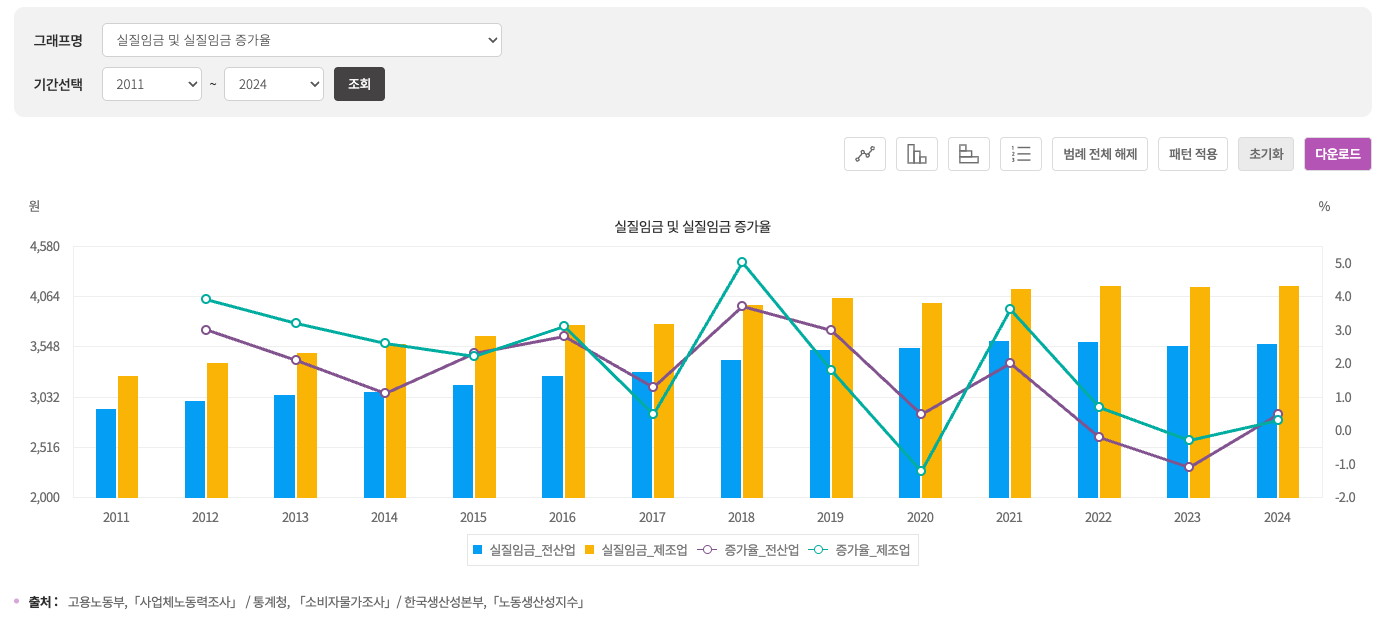 그래프명 실질임금 및 실질임금 증가율
기간선택 2011 ~ 2024 조회
범례 전체 해제 패턴 적용 초기화 다운로드
원 %
실질임금 및 실질임금 증가율
4,580
4,064
3,548
3,032
2,516
2,000
5.0
4.0
3.0
2.0
1.0
0.0
-1.0
-2.0
2011 2012 2013 2014 2015 2016 2017 2018 2019 2020 2021 2022 2023 2024
실질임금_전산업 실질임금_제조업 증가율_전산업 증가율_제조업
출처 : 고용노동부,「사업체노동력조사」 / 통계청, 「소비자물가조사」/ 한국생산성본부,「노동생산성지수」